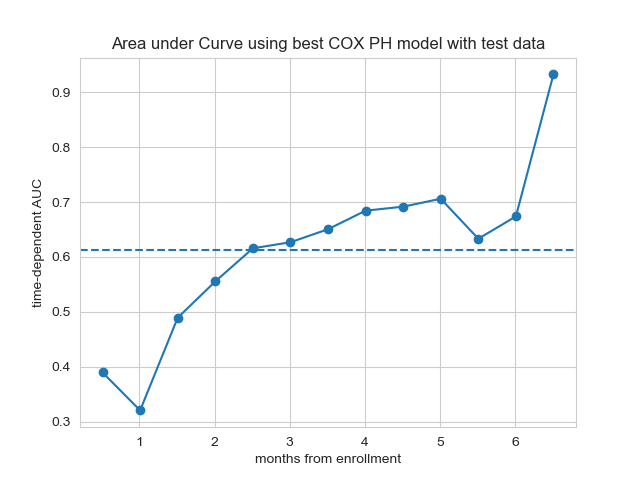 Area under Curve using best COX PH model with test data
time-dependent AUC
0.9
0.8
0.7
0.6
0.5
0.4
0.3
1 2 3 4 5 6
months from enrollment